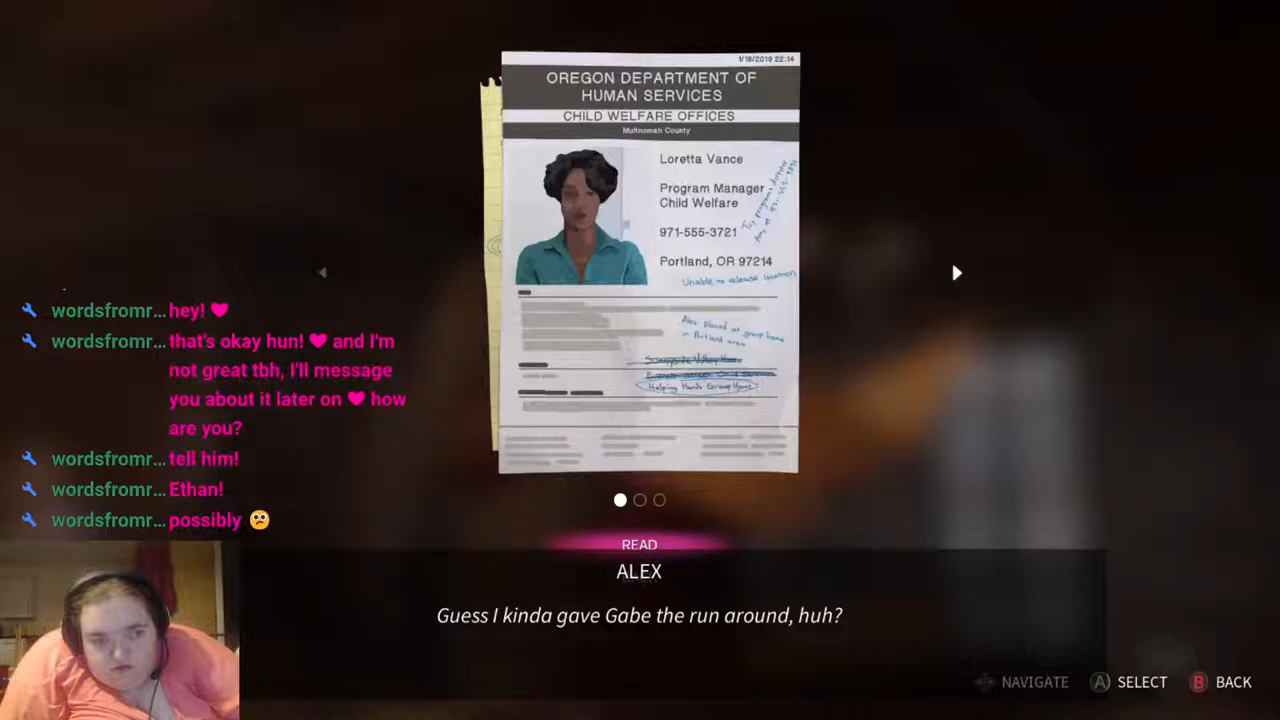 1/19/2019 22:14
OREGON DEPARTMENT OF
HUMAN SERVICES
CHILD WELFARE OFFICES
Multnomah County
Loretta Vance
Program Manager
Child Welfare
971-555-3721
Portland, OR 97214
Try program director
Unable to release location
Alex placed at group home
in Portland area
Helping Hands Group Home
wordsfromr... hey! ♥
wordsfromr... that's okay hun! ♥ and I'm
not great tbh, I'll message
you about it later on ♥ how
are you?
wordsfromr... tell him!
wordsfromr... Ethan!
wordsfromr... possibly 🙁
READ
ALEX
Guess I kinda gave Gabe the run around, huh?
NAVIGATE
A SELECT
B BACK